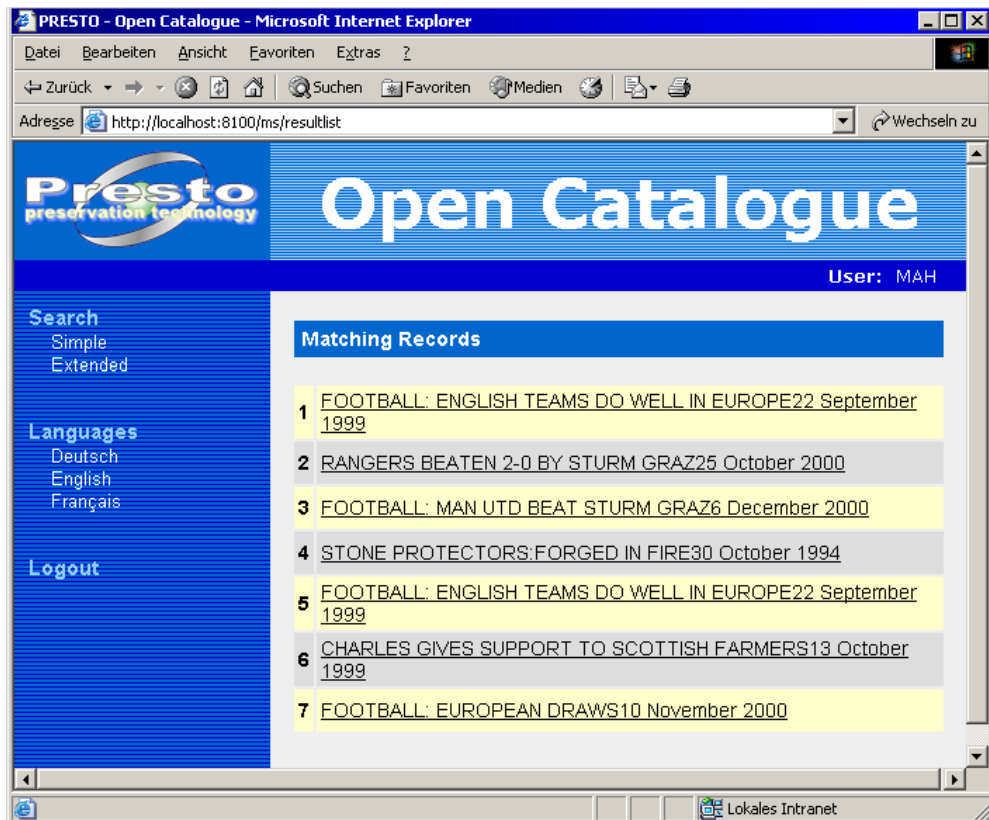 PRESTO - Open Catalogue - Microsoft Internet Explorer
Datei Bearbeiten Ansicht Favoriten Extras ?
Zurück Suchen Favoriten Medien
Adresse http://localhost:8100/ms/resultlist Wechseln zu
Presto
preservation technology
Open Catalogue
User: MAH
Search
Simple
Extended
Languages
Deutsch
English
Français
Logout
Matching Records
1 FOOTBALL: ENGLISH TEAMS DO WELL IN EUROPE22 September
1999
2 RANGERS BEATEN 2-0 BY STURM GRAZ25 October 2000
3 FOOTBALL: MAN UTD BEAT STURM GRAZ6 December 2000
4 STONE PROTECTORS:FORGED IN FIRE30 October 1994
5 FOOTBALL: ENGLISH TEAMS DO WELL IN EUROPE22 September
1999
6 CHARLES GIVES SUPPORT TO SCOTTISH FARMERS13 October
1999
7 FOOTBALL: EUROPEAN DRAWS10 November 2000
Lokales Intranet